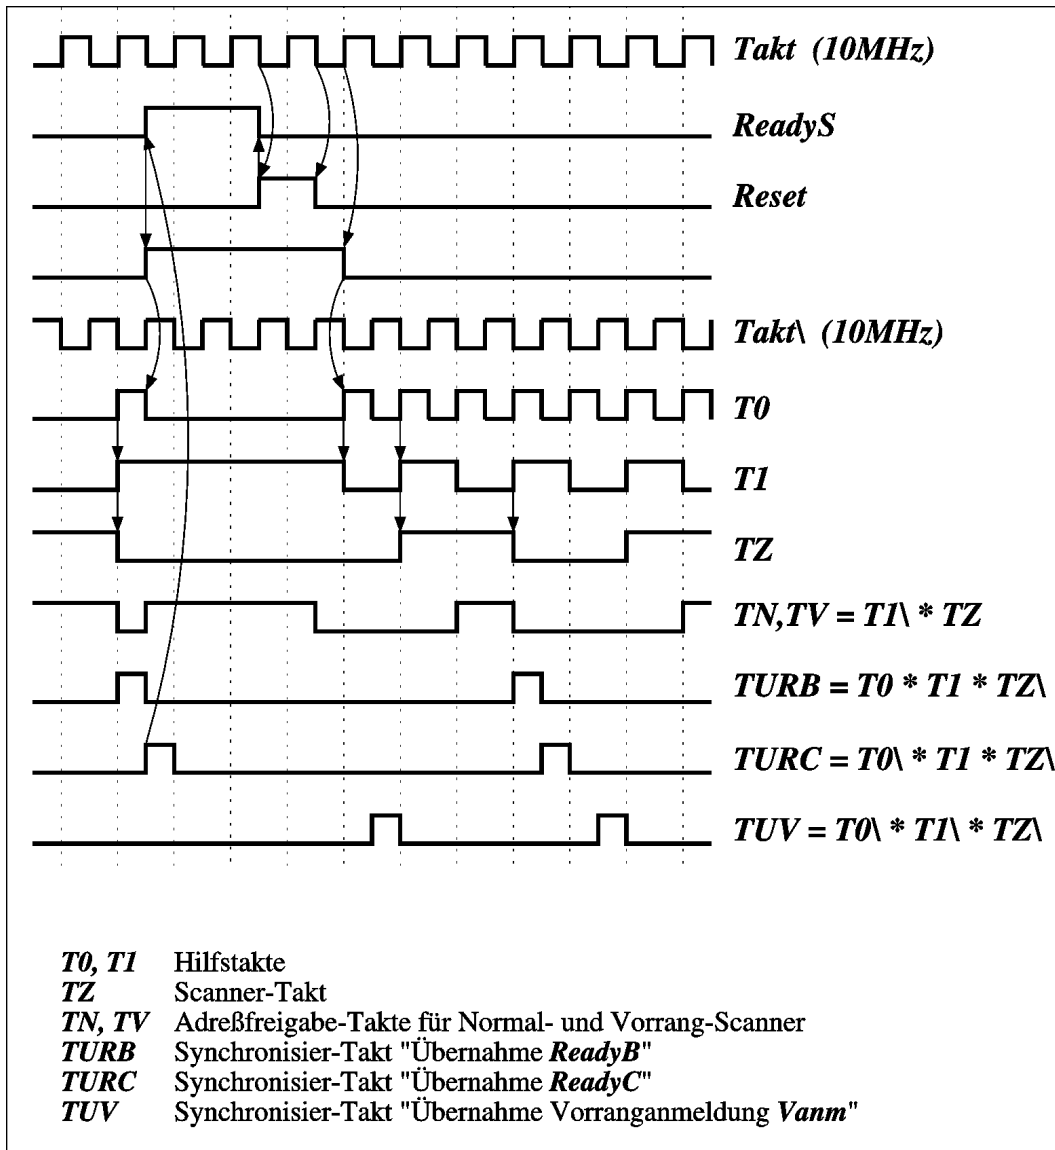 Takt (10MHz)
ReadyS
Reset
Takt\ (10MHz)
T0
T1
TZ
TN,TV = T1\ * TZ
TURB = T0 * T1 * TZ\
TURC = T0\ * T1 * TZ\
TUV = T0\ * T1\ * TZ\
T0, T1 Hilfstakte
TZ Scanner-Takt
TN, TV Adreßfreigabe-Takte für Normal- und Vorrang-Scanner
TURB Synchronisier-Takt "Übernahme ReadyB"
TURC Synchronisier-Takt "Übernahme ReadyC"
TUV Synchronisier-Takt "Übernahme Vorranganmeldung Vanm"